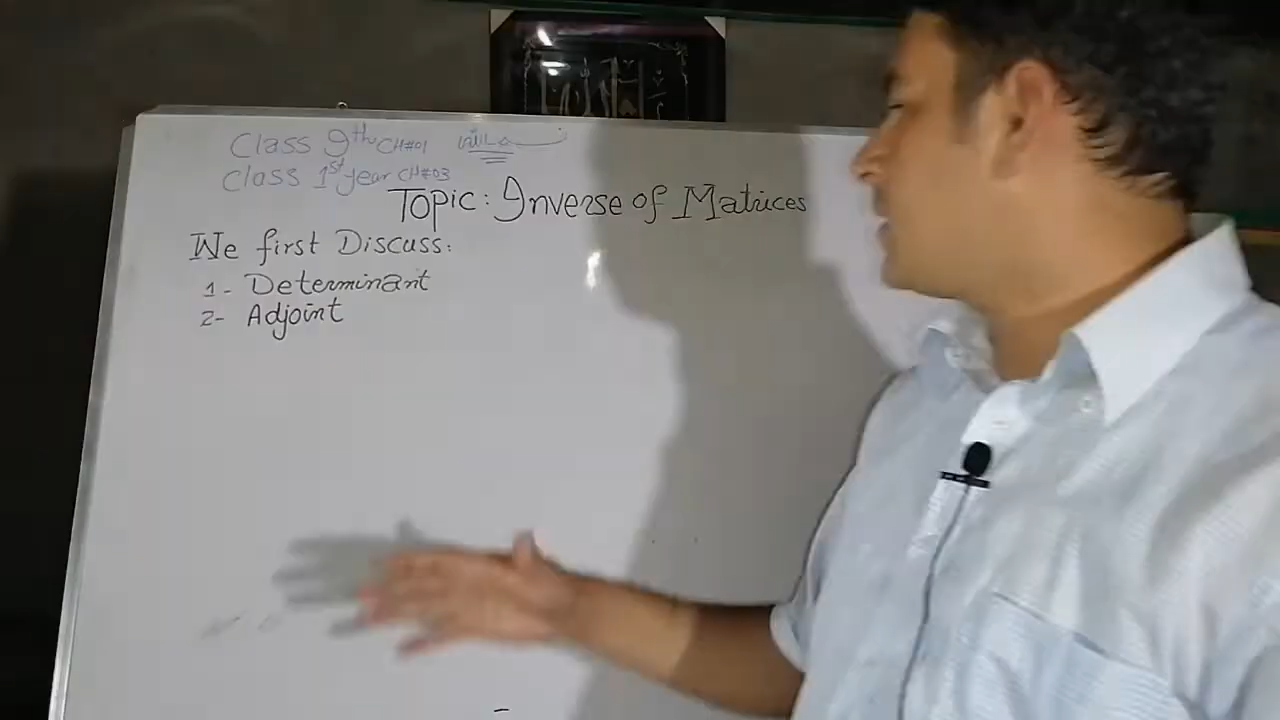 Class 9th CH#01
Class 1st year CH#03
Topic: Inverse of Matrices
We first Discuss:
1- Determinant
2- Adjoint